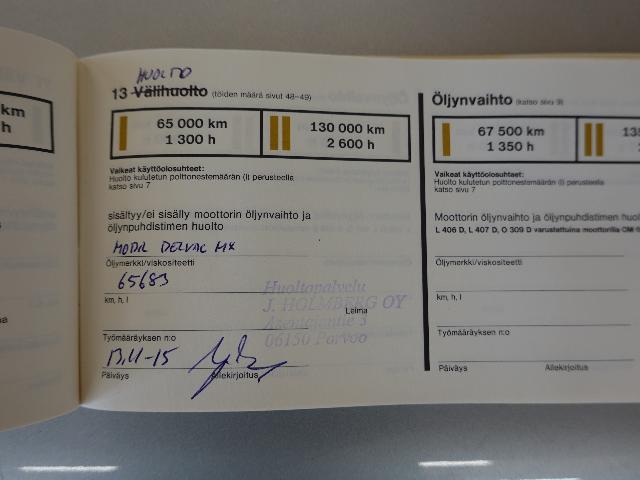 km
h
HUOLTO
13 Välihuolto (töiden määrä sivut 48–49)
65 000 km
1 300 h
130 000 km
2 600 h
Vaikeat käyttöolosuhteet:
Huolto kulutetun polttonestemäärän (l) perusteella
katso sivu 7
sisältyy/ei sisälly moottorin öljynvaihto ja
öljynpuhdistimen huolto
DELVAC MX
Öljymerkki/viskositeetti
65683
km, h, l
Leima
Huoltopalvelu
J. HOLMBERG OY
06150 Porvoo
Työmääräyksen n:o
13.11-15
Päiväys
Allekirjoitus
Öljynvaihto (katso sivu 9)
67 500 km
1 350 h
Vaikeat käyttöolosuhteet:
Huolto kulutetun polttonestemäärän (l) perusteella
katso sivu 7
Moottorin öljynvaihto ja öljynpuhdistimen
L 406 D, L 407 D, O 309 D varustettuina moottorilla OM
Öljymerkki/viskositeetti
km, h, l
Työmääräyksen n:o
Päiväys
Allekirjoitus